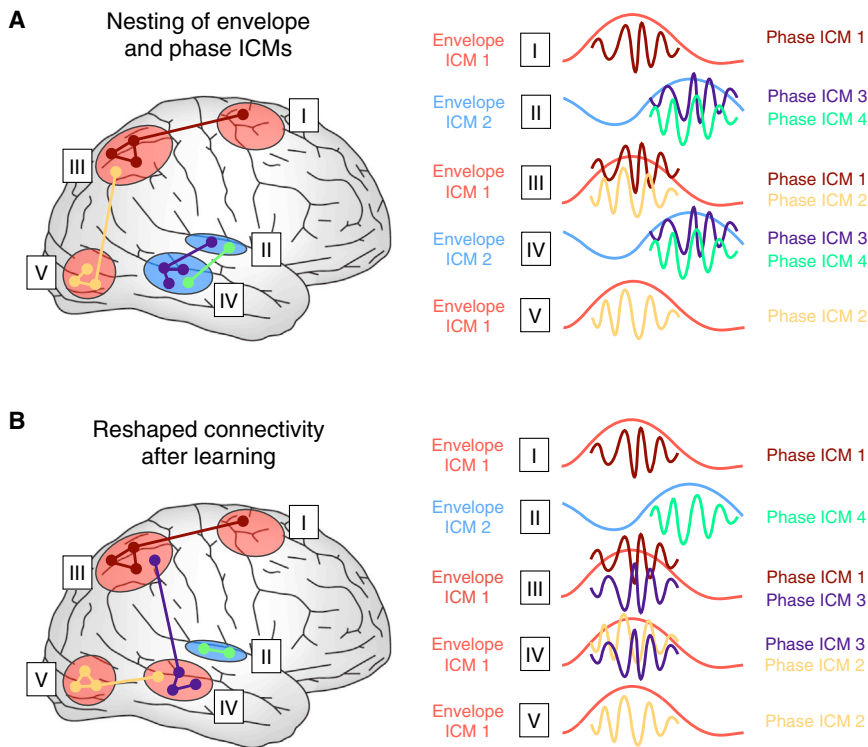 A
Nesting of envelope
and phase ICMs
I
III
II
V
IV
Envelope
ICM 1
I
Phase ICM 1
Envelope
ICM 2
II
Phase ICM 3
Phase ICM 4
Envelope
ICM 1
III
Phase ICM 1
Phase ICM 2
Envelope
ICM 2
IV
Phase ICM 3
Phase ICM 4
Envelope
ICM 1
V
Phase ICM 2
B
Reshaped connectivity
after learning
I
III
II
V
IV
Envelope
ICM 1
I
Phase ICM 1
Envelope
ICM 2
II
Phase ICM 4
Envelope
ICM 1
III
Phase ICM 1
Phase ICM 3
Envelope
ICM 1
IV
Phase ICM 3
Phase ICM 2
Envelope
ICM 1
V
Phase ICM 2